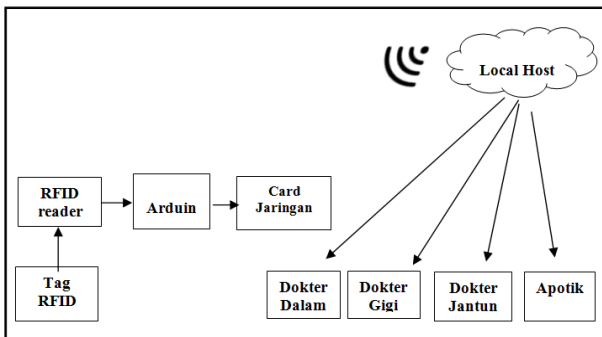 Local Host
RFID
reader
Arduin
Card
Jaringan
Tag
RFID
Dokter
Dalam
Dokter
Gigi
Dokter
Jantun
Apotik